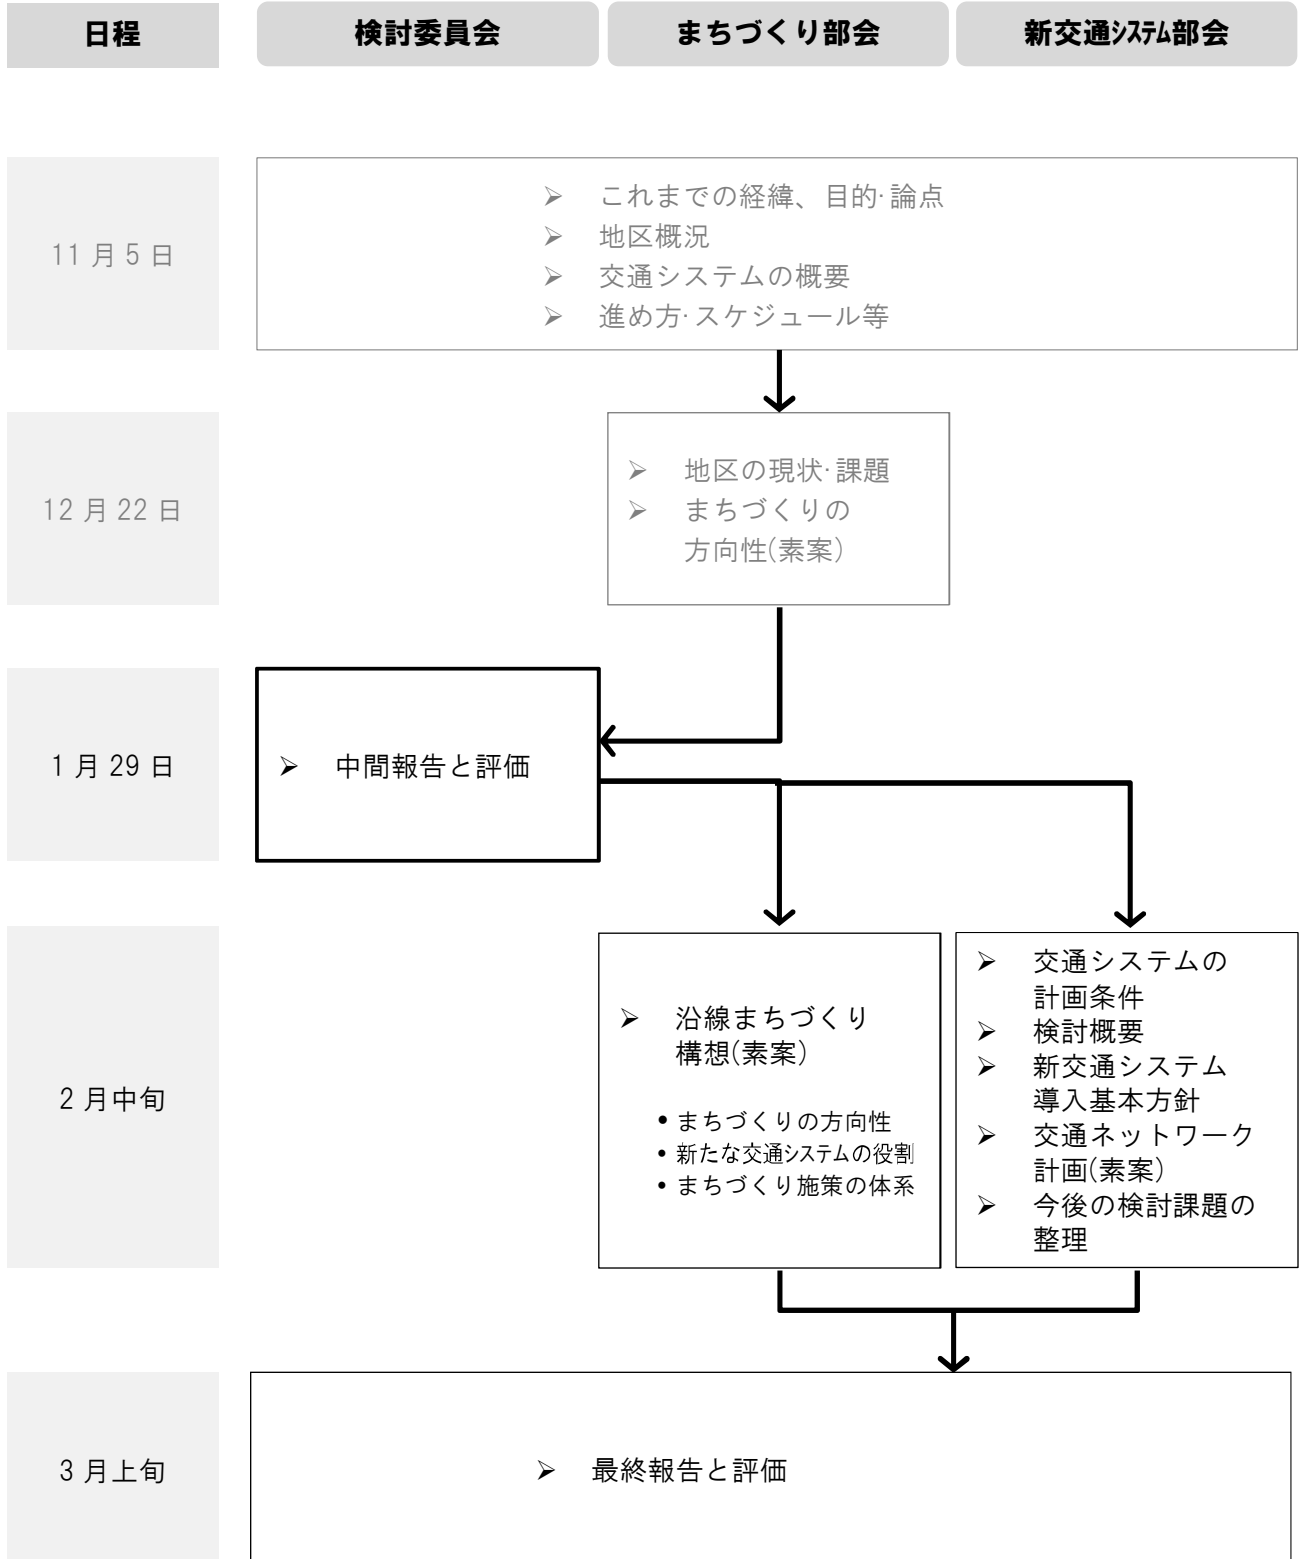 日程
検討委員会
まちづくり部会
新交通ｼｽﾃﾑ部会
11月5日
➢ これまでの経緯、目的·論点
➢ 地区概況
➢ 交通システムの概要
➢ 進め方·スケジュール等
12月22日
➢ 地区の現状·課題
➢ まちづくりの
方向性(素案)
1月29日
➢ 中間報告と評価
2月中旬
➢ 沿線まちづくり
構想(素案)
•まちづくりの方向性
•新たな交通ｼｽﾃﾑの役割
•まちづくり施策の体系
➢ 交通システムの
計画条件
➢ 検討概要
➢ 新交通システム
導入基本方針
➢ 交通ネットワーク
計画(素案)
➢ 今後の検討課題の
整理
3月上旬
➢ 最終報告と評価